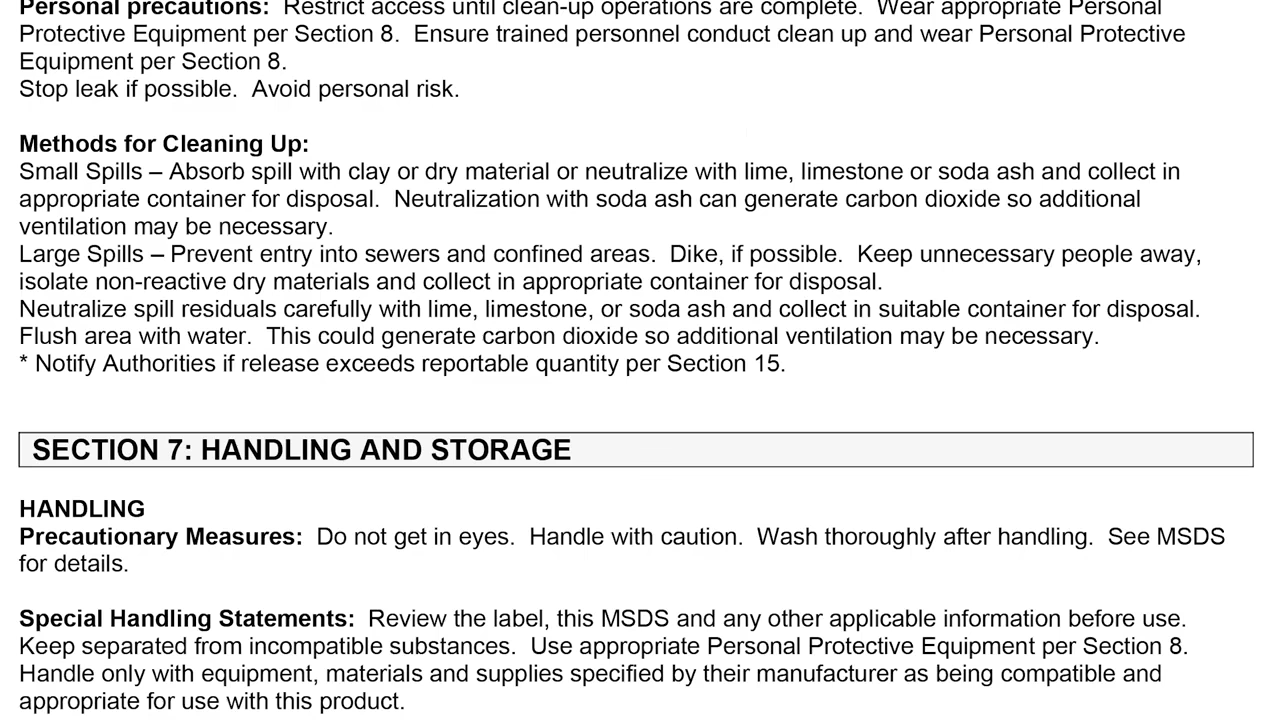 Personal precautions: Restrict access until clean-up operations are complete. Wear appropriate Personal
Protective Equipment per Section 8. Ensure trained personnel conduct clean up and wear Personal Protective
Equipment per Section 8.
Stop leak if possible. Avoid personal risk.
Methods for Cleaning Up:
Small Spills – Absorb spill with clay or dry material or neutralize with lime, limestone or soda ash and collect in
appropriate container for disposal. Neutralization with soda ash can generate carbon dioxide so additional
ventilation may be necessary.
Large Spills – Prevent entry into sewers and confined areas. Dike, if possible. Keep unnecessary people away,
isolate non-reactive dry materials and collect in appropriate container for disposal.
Neutralize spill residuals carefully with lime, limestone, or soda ash and collect in suitable container for disposal.
Flush area with water. This could generate carbon dioxide so additional ventilation may be necessary.
* Notify Authorities if release exceeds reportable quantity per Section 15.
SECTION 7: HANDLING AND STORAGE
HANDLING
Precautionary Measures: Do not get in eyes. Handle with caution. Wash thoroughly after handling. See MSDS
for details.
Special Handling Statements: Review the label, this MSDS and any other applicable information before use.
Keep separated from incompatible substances. Use appropriate Personal Protective Equipment per Section 8.
Handle only with equipment, materials and supplies specified by their manufacturer as being compatible and
appropriate for use with this product.